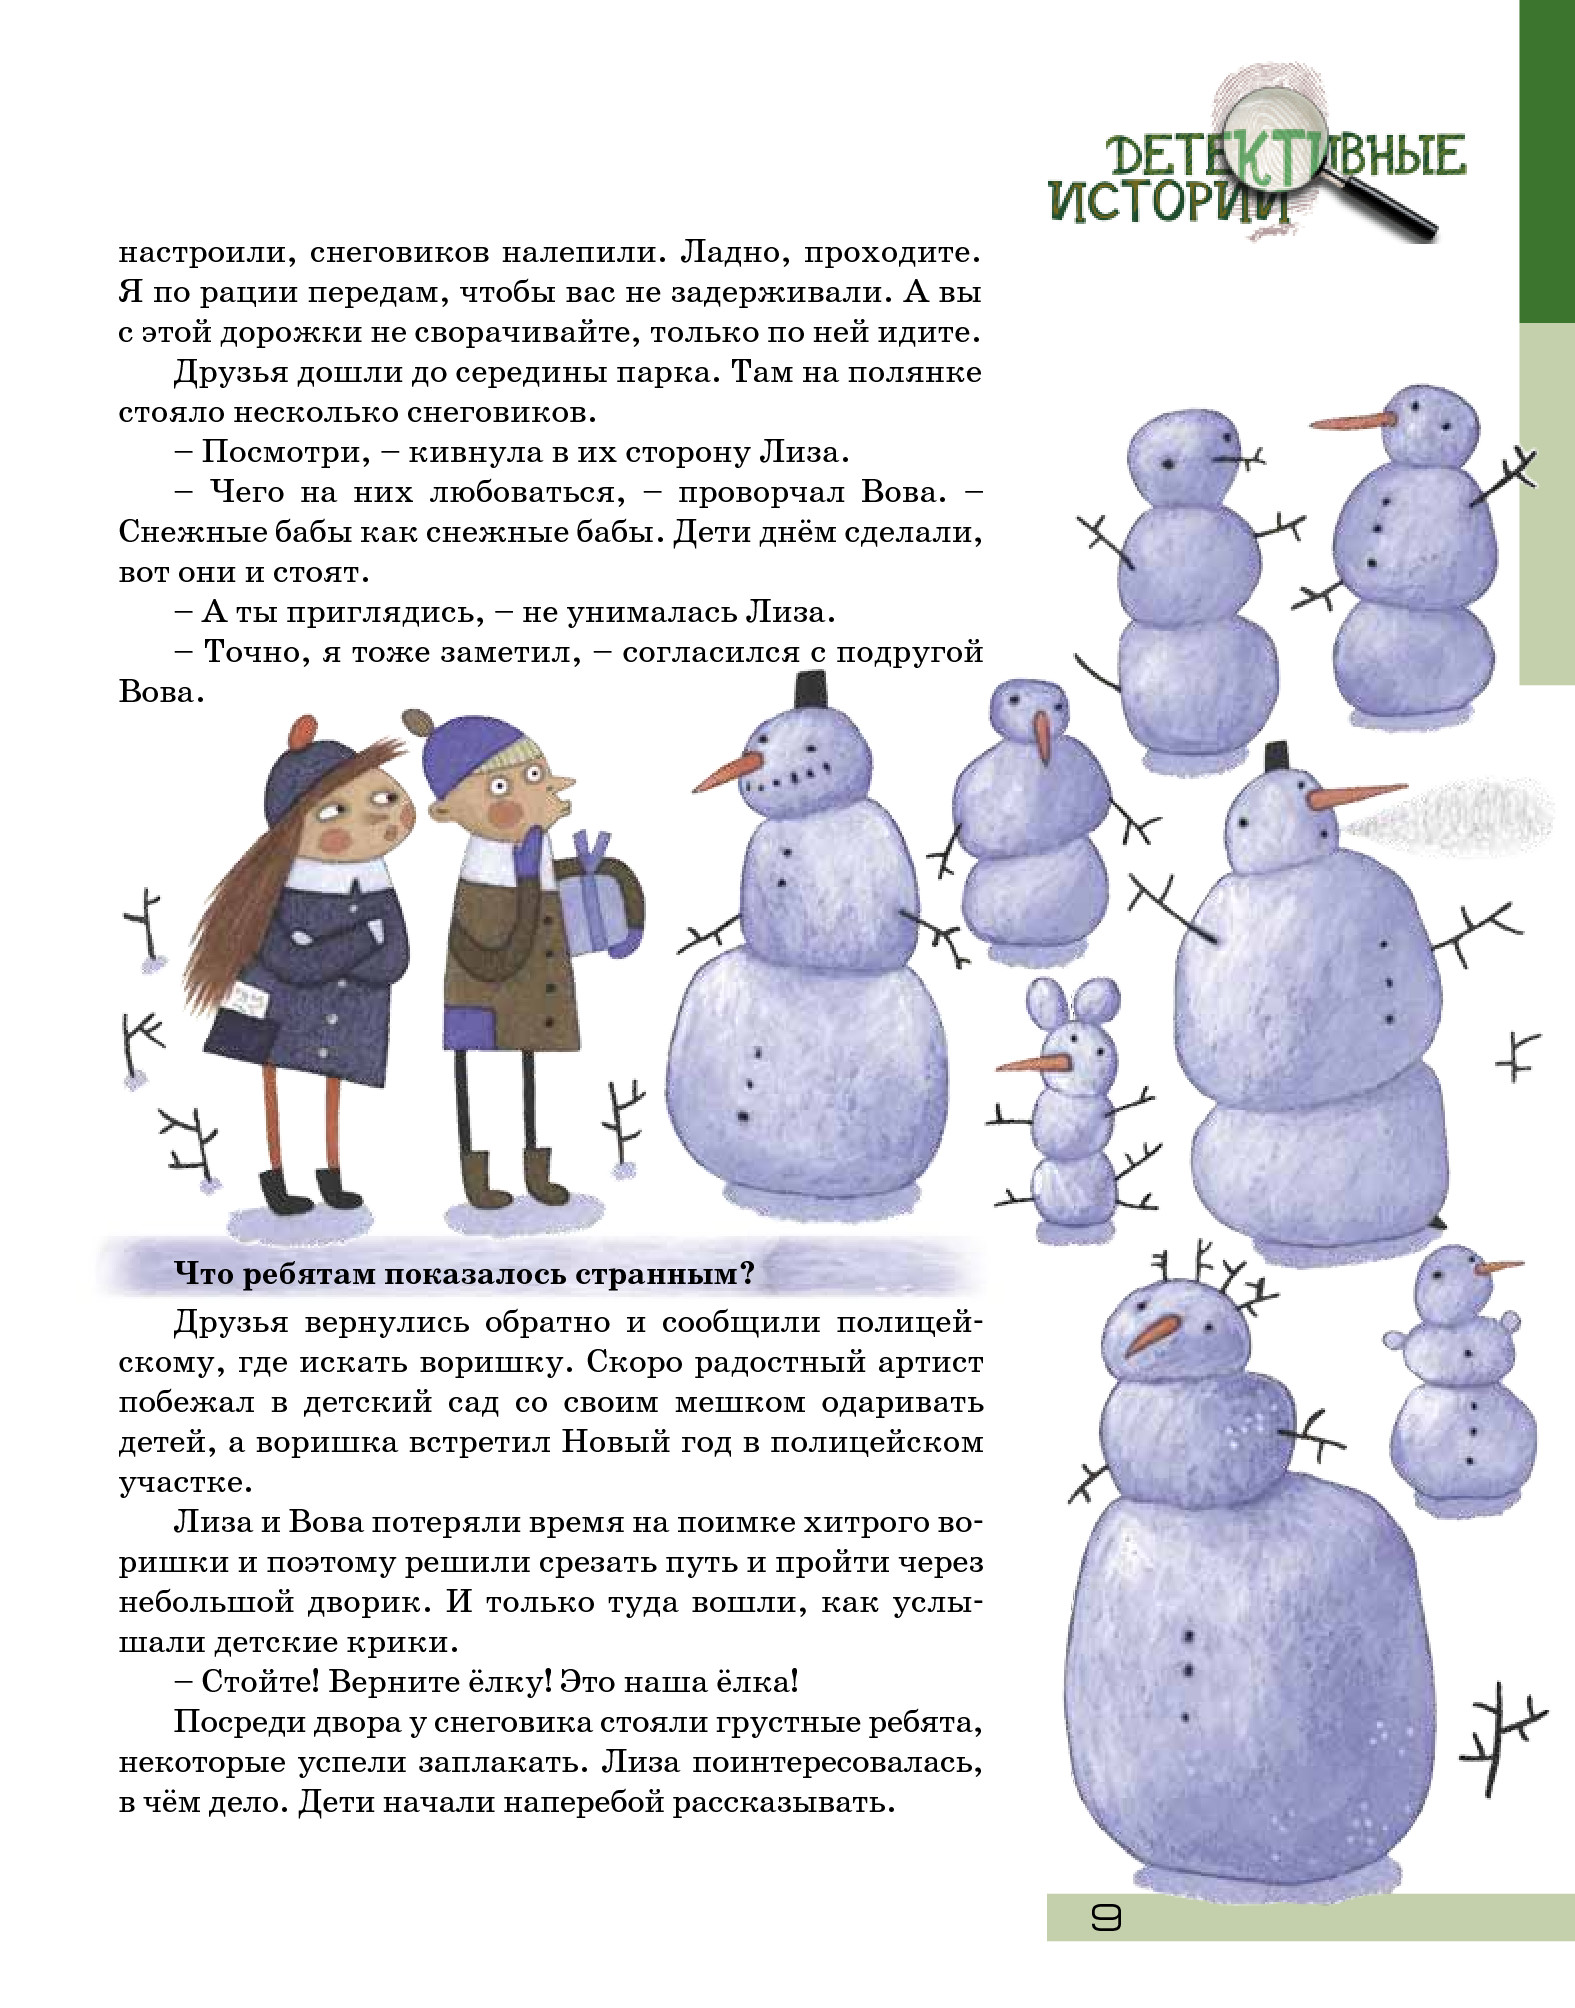 ДЕТЕКТИВНЫЕ
ИСТОРИИ
настроили, снеговиков налепили. Ладно, проходите.
Я по рации передам, чтобы вас не задерживали. А вы
с этой дорожки не сворачивайте, только по ней идите.
Друзья дошли до середины парка. Там на полянке
стояло несколько снеговиков.
– Посмотри, – кивнула в их сторону Лиза.
– Чего на них любоваться, – проворчал Вова. –
Снежные бабы как снежные бабы. Дети днём сделали,
вот они и стоят.
– А ты приглядись, – не унималась Лиза.
– Точно, я тоже заметил, – согласился с подругой
Вова.
Что ребятам показалось странным?
Друзья вернулись обратно и сообщили полицей-
скому, где искать воришку. Скоро радостный артист
побежал в детский сад со своим мешком одаривать
детей, а воришка встретил Новый год в полицейском
участке.
Лиза и Вова потеряли время на поимке хитрого во-
ришки и поэтому решили срезать путь и пройти через
небольшой дворик. И только туда вошли, как услы-
шали детские крики.
– Стойте! Верните ёлку! Это наша ёлка!
Посреди двора у снеговика стояли грустные ребята,
некоторые успели заплакать. Лиза поинтересовалась,
в чём дело. Дети начали наперебой рассказывать.
9